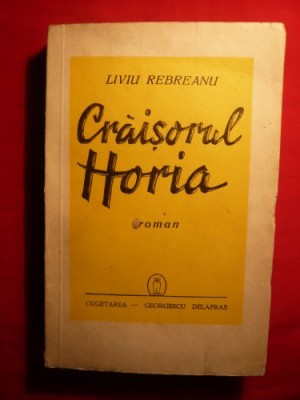 LIVIU REBREANU
Crăișorul
Horia
roman
CUGETAREA — GEORGESCU DELAFRAS